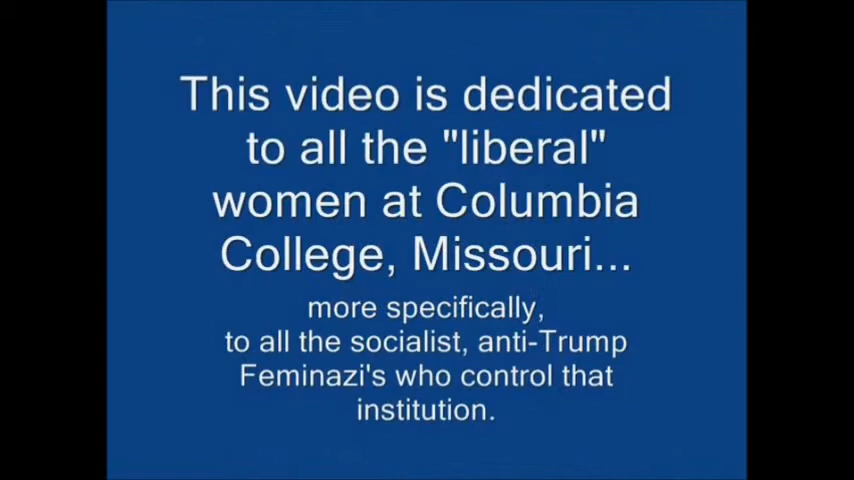 This video is dedicated
to all the "liberal"
women at Columbia
College, Missouri...
more specifically,
to all the socialist, anti-Trump
Feminazi's who control that
institution.